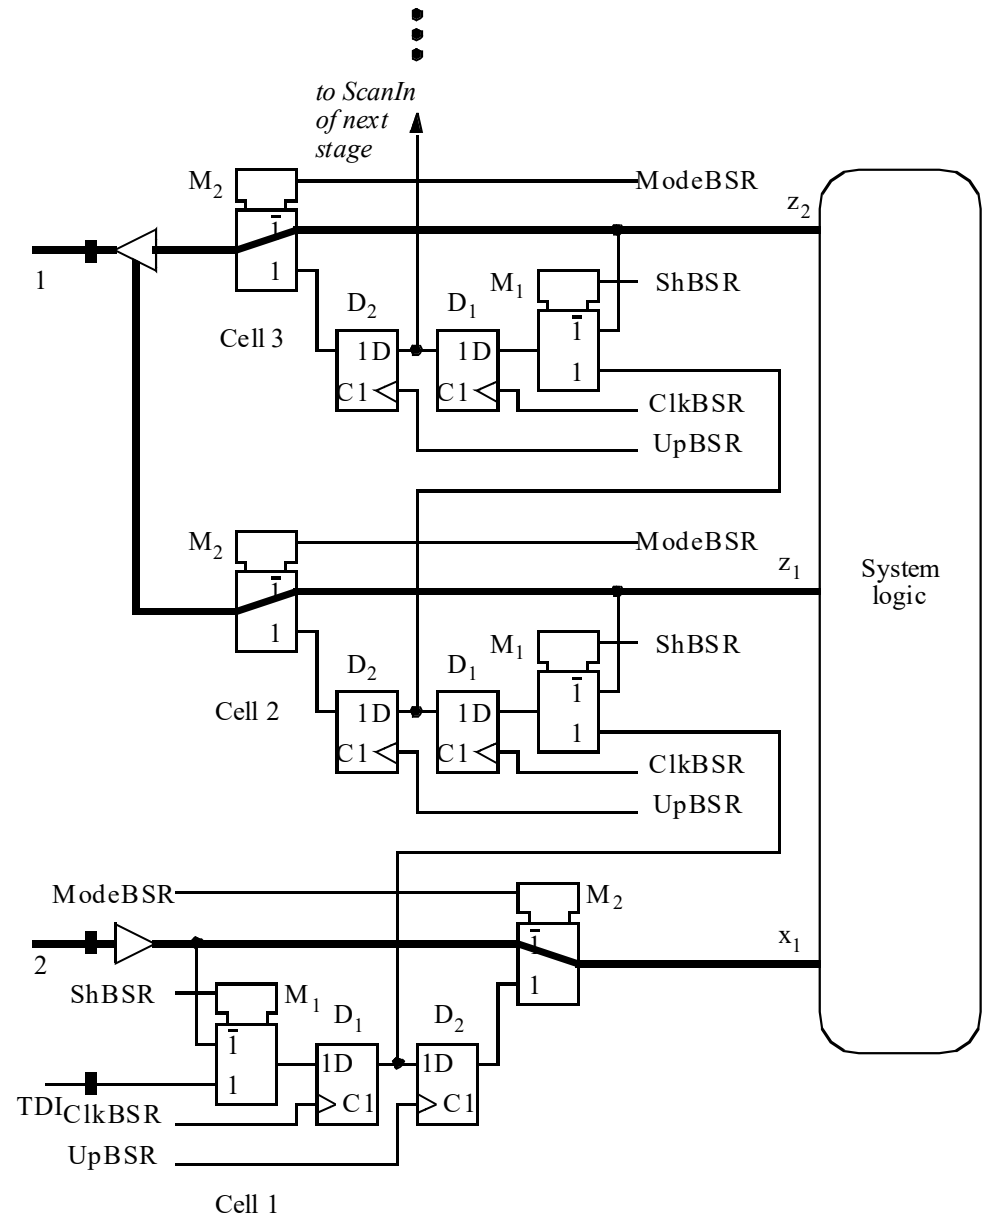 to ScanIn
of next
stage
M2
ModeBSR
z2
1̅
1
1
M1
ShBSR
D2
D1
Cell 3
1D
1D
1̅
1
C1
C1
ClkBSR
UpBSR
M2
ModeBSR
z1
System
logic
1̅
1
M1
ShBSR
D2
D1
Cell 2
1D
1D
1̅
1
C1
C1
ClkBSR
UpBSR
ModeBSR
M2
x1
1̅
2
1
ShBSR
M1
D1
D2
1̅
1D
1D
1
TDI
ClkBSR
C1
C1
UpBSR
Cell 1